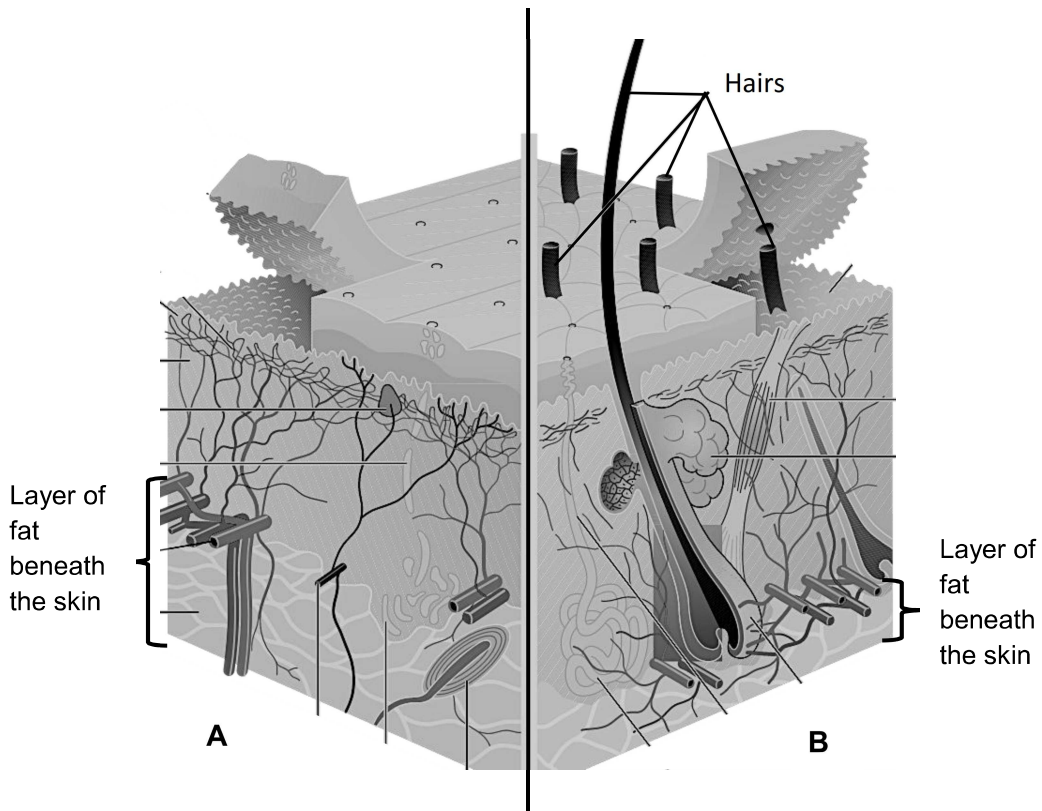 Hairs
Layer of
fat
beneath
the skin
Layer of
fat
beneath
the skin
A
B